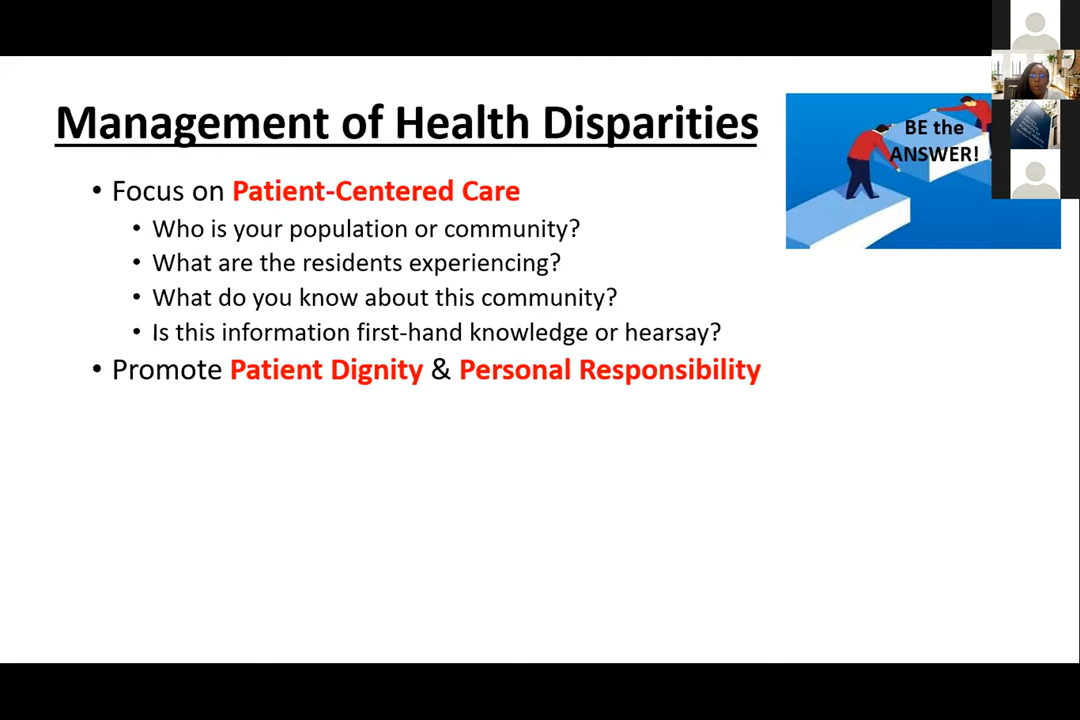 Management of Health Disparities
• Focus on Patient-Centered Care
• Who is your population or community?
• What are the residents experiencing?
• What do you know about this community?
• Is this information first-hand knowledge or hearsay?
• Promote Patient Dignity & Personal Responsibility
BE the
ANSWER!